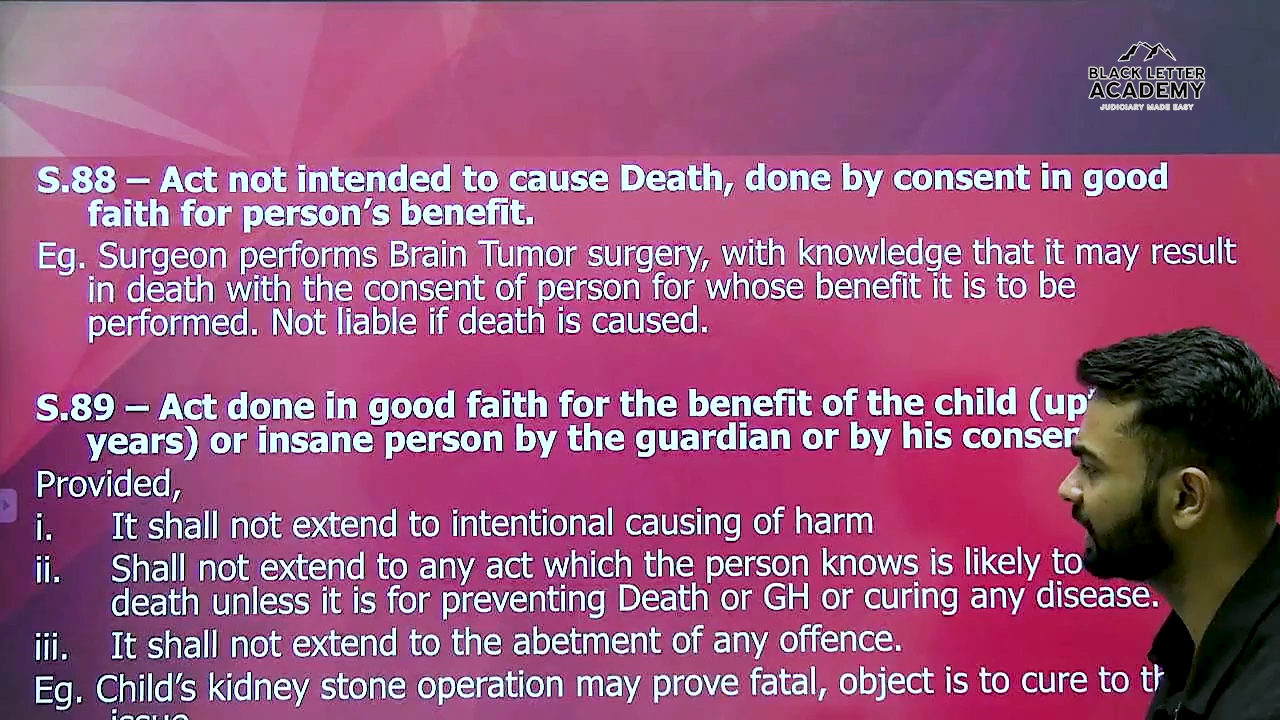 BLACK LETTER
ACADEMY
JUDICIARY MADE EASY
S.88 – Act not intended to cause Death, done by consent in good
faith for person's benefit.
Eg. Surgeon performs Brain Tumor surgery, with knowledge that it may result
in death with the consent of person for whose benefit it is to be
performed. Not liable if death is caused.
S.89 – Act done in good faith for the benefit of the child
years) or insane person by the guardian or by his
Provided,
i. It shall not extend to intentional causing of harm
ii. Shall not extend to any act which the person knows is likely to
death unless it is for preventing Death or GH or curing any disease.
iii. It shall not extend to the abetment of any offence.
Eg. Child's kidney stone operation may prove fatal, object is to cure to
issue